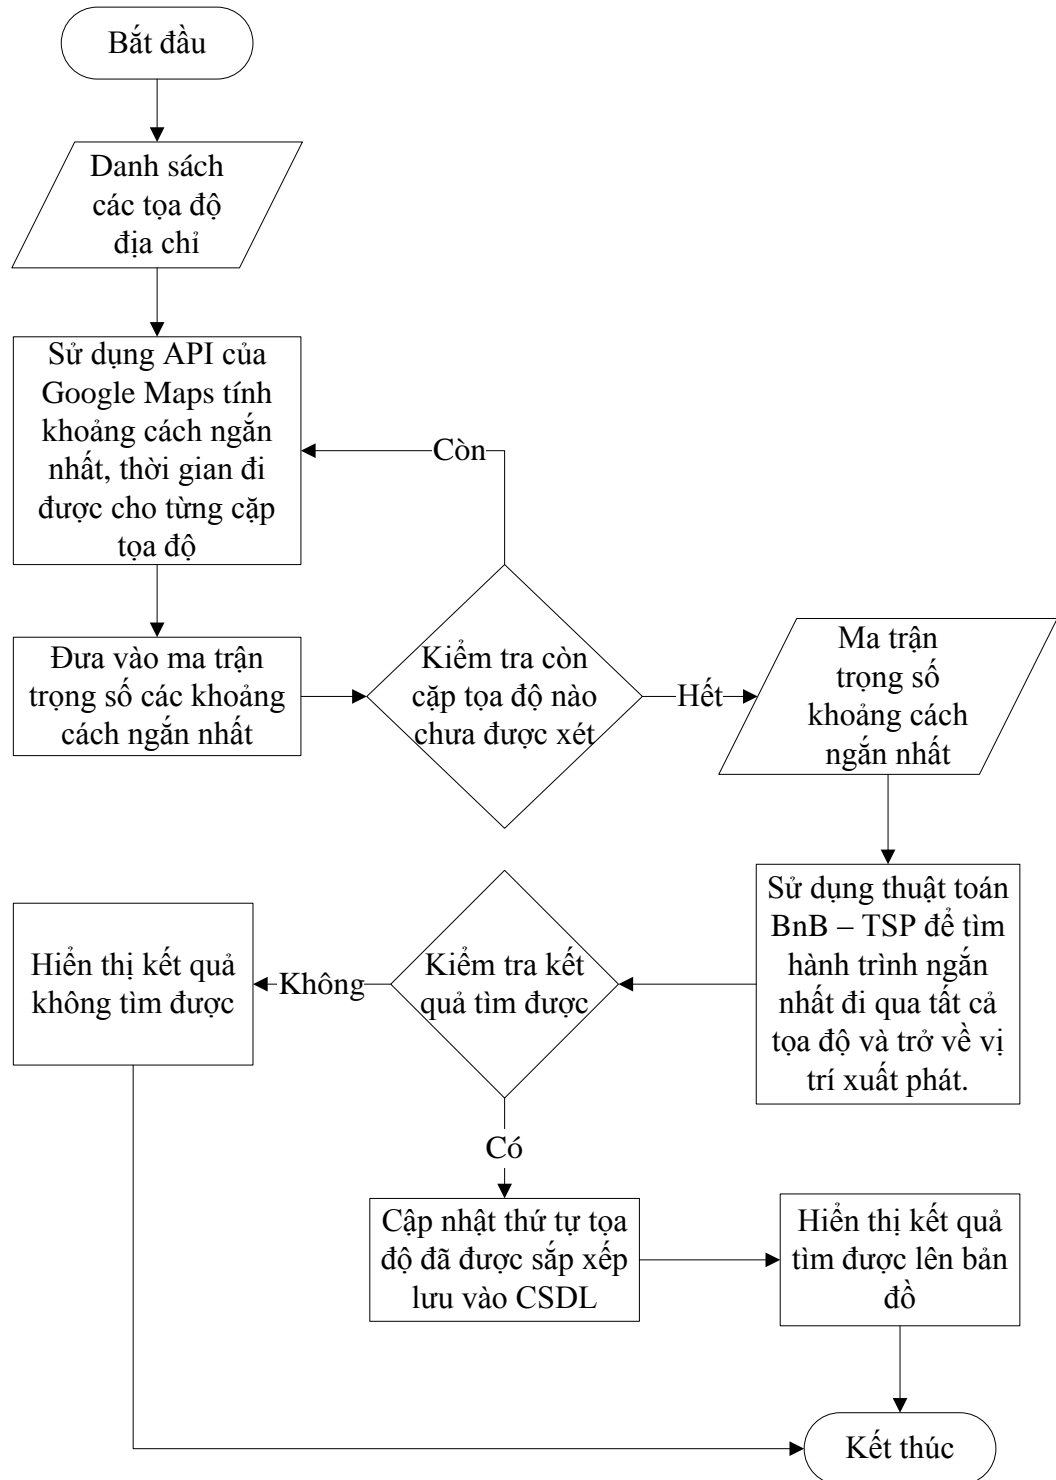 Bắt đầu
Danh sách
các tọa độ
địa chỉ
Sử dụng API của
Google Maps tính
khoảng cách ngắn
nhất, thời gian đi
được cho từng cặp
tọa độ
Còn
Đưa vào ma trận
trọng số các khoảng
cách ngắn nhất
Kiểm tra còn
cặp tọa độ nào
chưa được xét
Hết
Ma trận
trọng số
khoảng cách
ngắn nhất
Sử dụng thuật toán
BnB – TSP để tìm
hành trình ngắn
nhất đi qua tất cả
tọa độ và trở về vị
trí xuất phát.
Kiểm tra kết
quả tìm được
Không
Hiển thị kết quả
không tìm được
Có
Cập nhật thứ tự tọa
độ đã được sắp xếp
lưu vào CSDL
Hiển thị kết quả
tìm được lên bản
đồ
Kết thúc